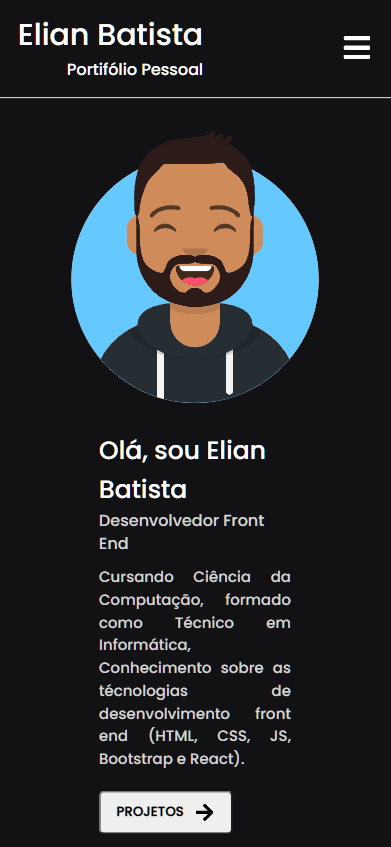 Elian Batista
Portifólio Pessoal
Olá, sou Elian
Batista
Desenvolvedor Front
End
Cursando Ciência da
Computação, formado
como Técnico em
Informática,
Conhecimento sobre as
técnologias de
desenvolvimento front
end (HTML, CSS, JS,
Bootstrap e React).
PROJETOS